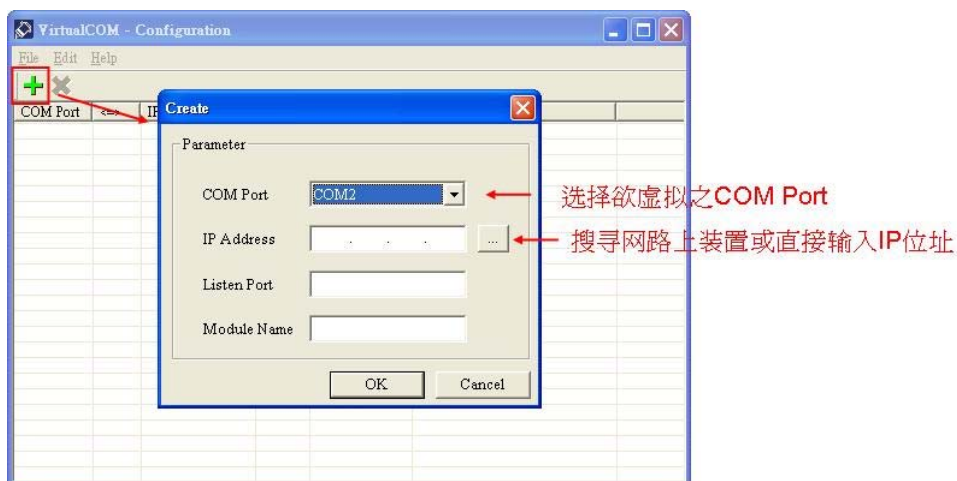 VirtualCOM - Configuration
File Edit Help
COM Port <=> IP
Create
Parameter
COM Port COM2
选择欲虚拟之COM Port
IP Address . . . ...
搜寻网路上装置或直接输入IP位址
Listen Port
Module Name
OK Cancel